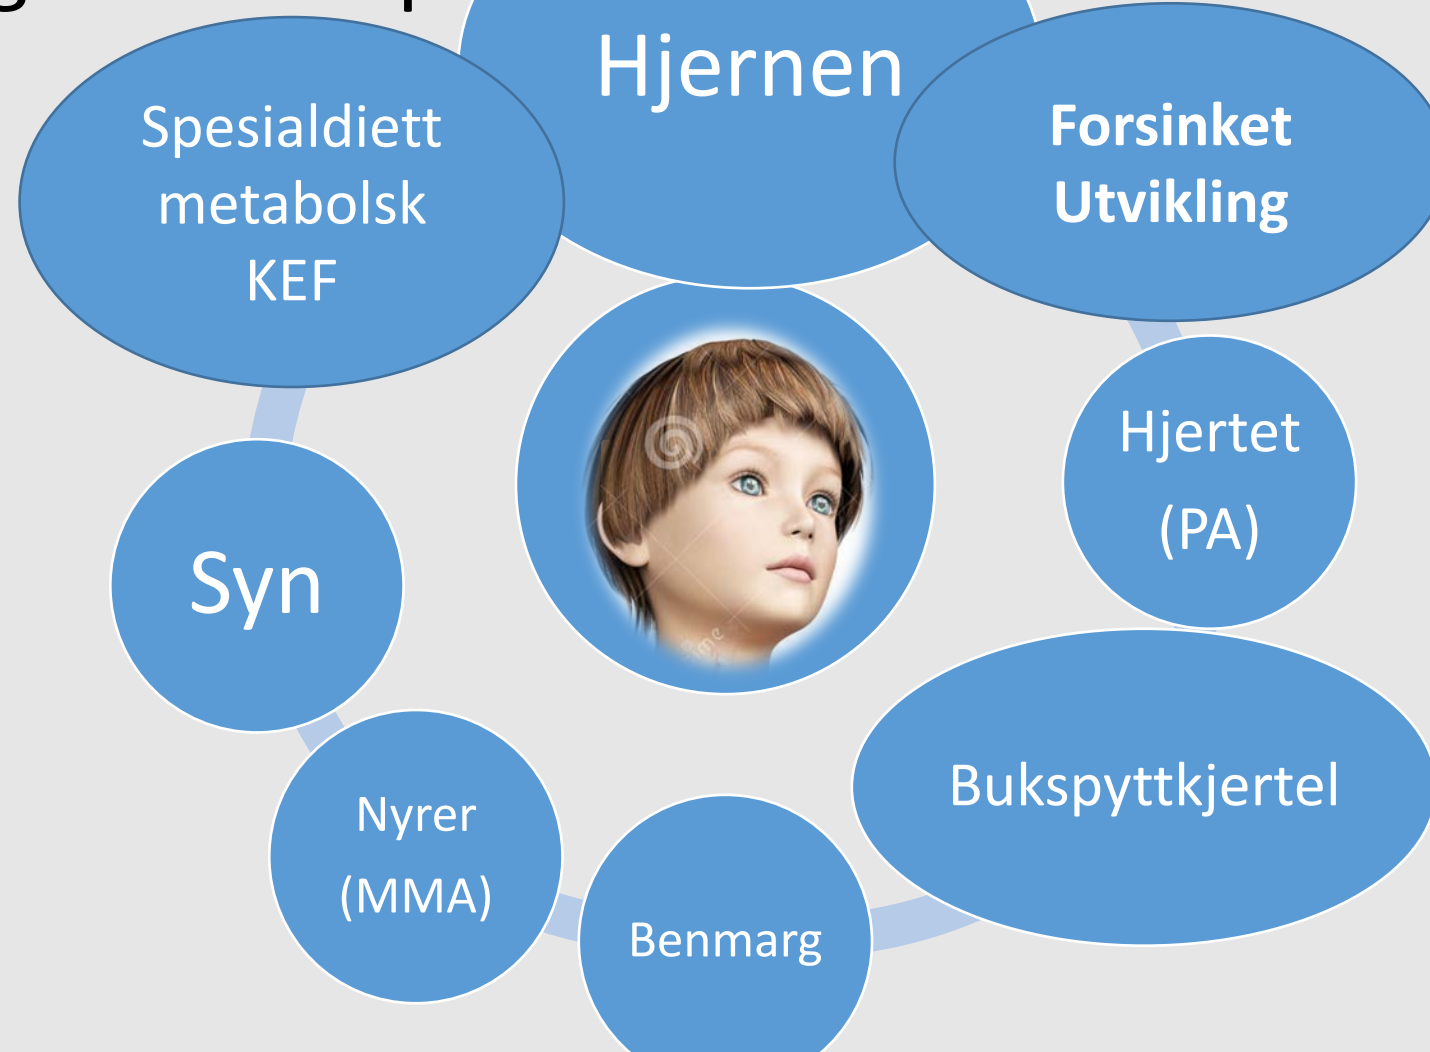 Hjernen
Forsinket
Utvikling
Hjertet
(PA)
Bukspyttkjertel
Benmarg
Nyrer
(MMA)
Syn
Spesialdiett
metabolsk
KEF